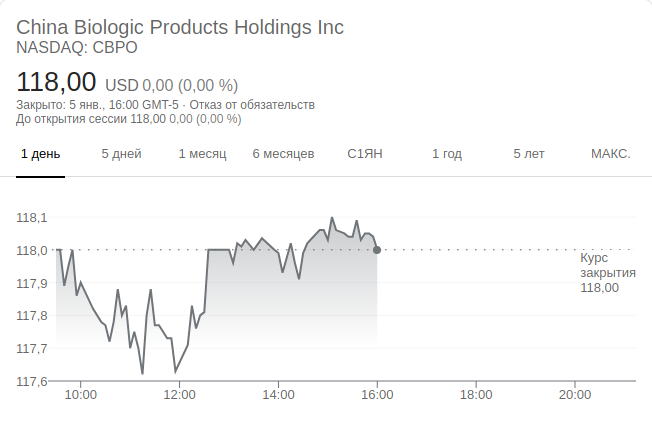 China Biologic Products Holdings Inc
NASDAQ: CBPO
118,00 USD 0,00 (0,00 %)
Закрыто: 5 янв., 16:00 GMT-5 · Отказ от обязательств
До открытия сессии 118,00 0,00 (0,00 %)
1 день 5 дней 1 месяц 6 месяцев С1ЯН 1 год 5 лет МАКС.
118,1
118,0
Курс
закрытия
117,9
118,00
117,8
117,7
117,6
10:00 12:00 14:00 16:00 18:00 20:00